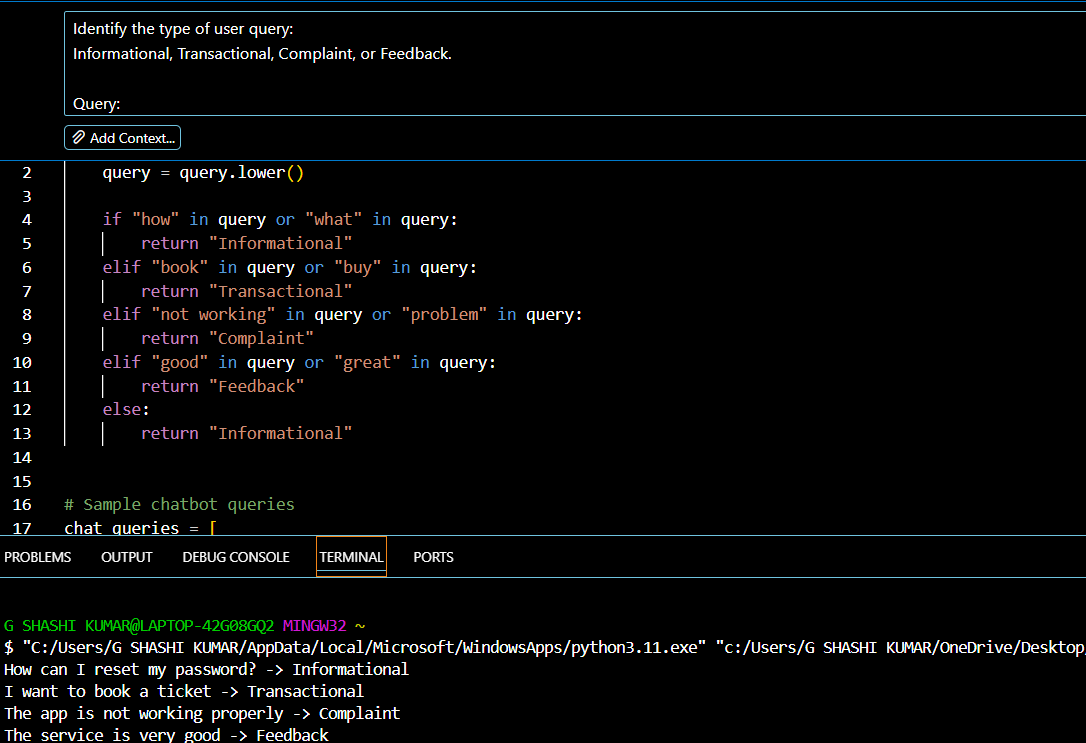 Identify the type of user query:
Informational, Transactional, Complaint, or Feedback.
Query:
Add Context...
2 query = query.lower()
3
4 if "how" in query or "what" in query:
5 return "Informational"
6 elif "book" in query or "buy" in query:
7 return "Transactional"
8 elif "not working" in query or "problem" in query:
9 return "Complaint"
10 elif "good" in query or "great" in query:
11 return "Feedback"
12 else:
13 return "Informational"
14
15
16 # Sample chatbot queries
17 chat_queries = [
PROBLEMS OUTPUT DEBUG CONSOLE TERMINAL PORTS
G SHASHI KUMAR@LAPTOP-42G08GQ2 MINGW32 ~
$ "C:/Users/G SHASHI KUMAR/AppData/Local/Microsoft/WindowsApps/python3.11.exe" "c:/Users/G SHASHI KUMAR/OneDrive/Desktop/
How can I reset my password? -> Informational
I want to book a ticket -> Transactional
The app is not working properly -> Complaint
The service is very good -> Feedback